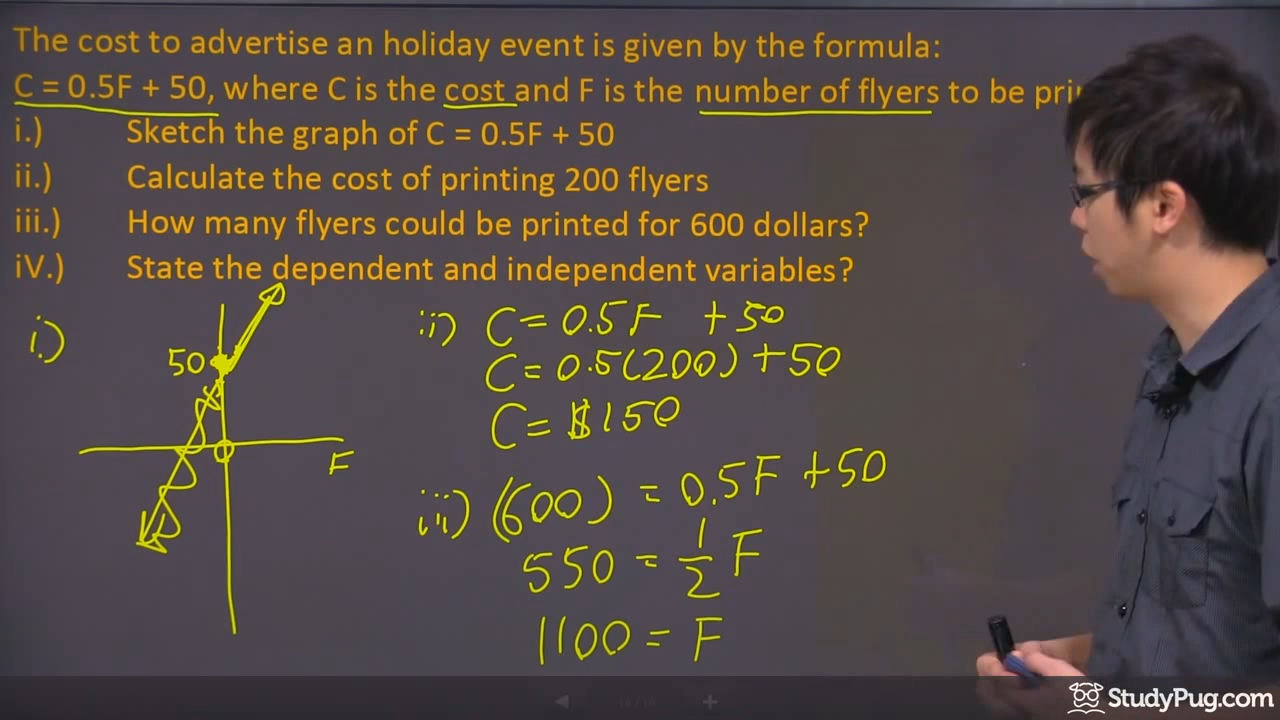 The cost to advertise an holiday event is given by the formula:
C = 0.5F + 50, where C is the cost and F is the number of flyers to be
i.) Sketch the graph of C = 0.5F + 50
ii.) Calculate the cost of printing 200 flyers
iii.) How many flyers could be printed for 600 dollars?
iV.) State the dependent and independent variables?
i.)
50
F
ii) C = 0.5F + 50
C = 0.5(200) + 50
C = $150
iii) (600) = 0.5F + 50
550 = 1/2 F
1100 = F
StudyPug.com